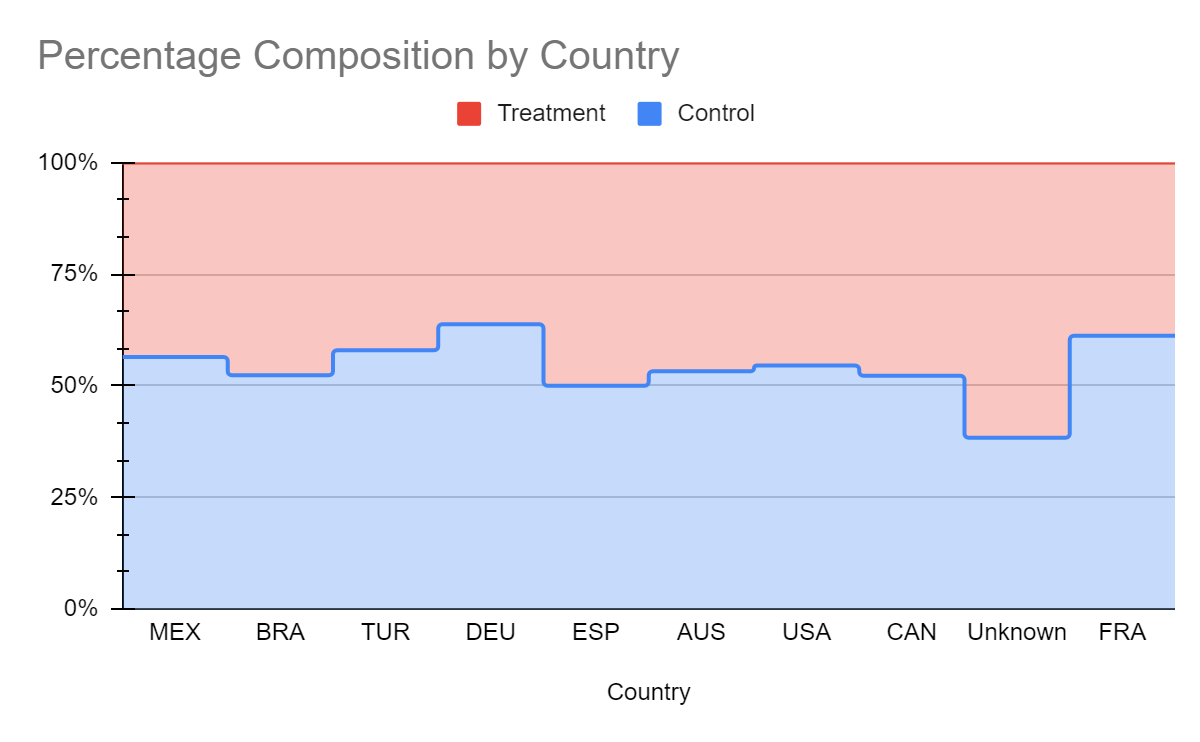 Percentage Composition by Country
Treatment Control
100%
75%
50%
25%
0%
MEX BRA TUR DEU ESP AUS USA CAN Unknown FRA
Country